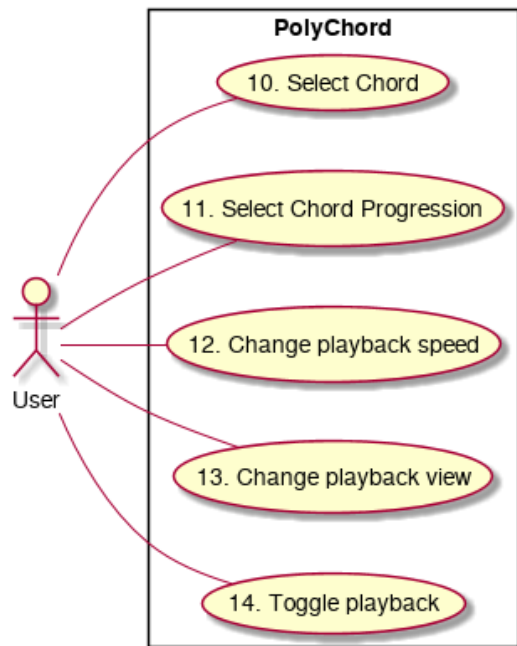 PolyChord
10. Select Chord
11. Select Chord Progression
12. Change playback speed
User
13. Change playback view
14. Toggle playback